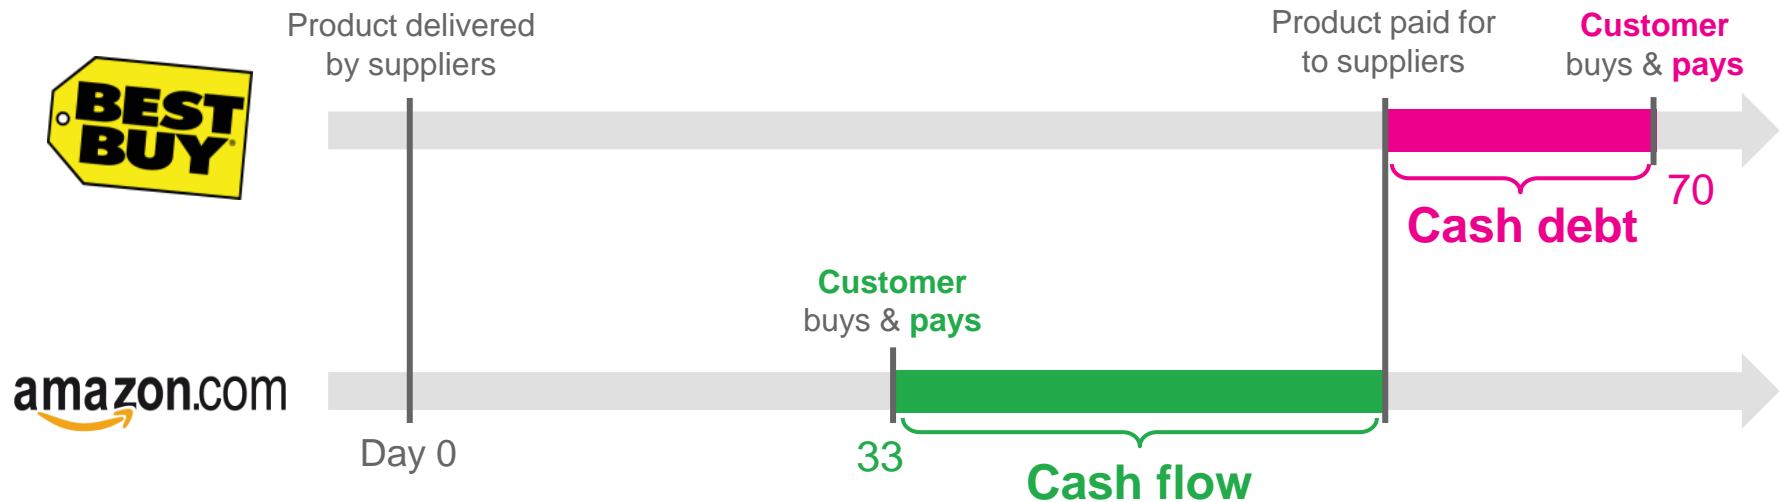 Product delivered
by suppliers
Product paid for
to suppliers
Customer
buys & pays
BEST
BUY
70
Cash debt
Customer
buys & pays
amazon.com
Day 0
33
Cash flow